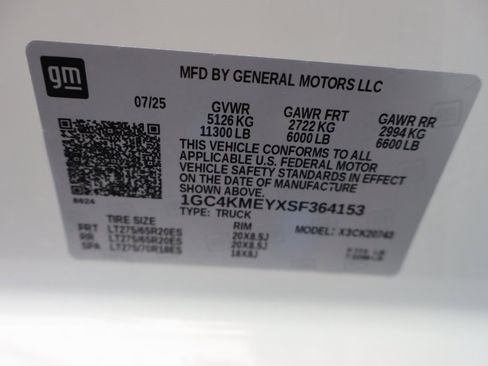 gm
MFD BY GENERAL MOTORS LLC
07/25 GVWR GAWR FRT GAWR RR
5126 KG 2722 KG 2994 KG
11300 LB 6000 LB 6600 LB
THIS VEHICLE CONFORMS TO ALL
APPLICABLE U.S. FEDERAL MOTOR
VEHICLE SAFETY STANDARDS IN EFFECT
ON THE DATE OF MANUFACTURE
SHOWN ABOVE.
1GC4KMEYXSF364153
TYPE: TRUCK MODEL: X3CK20743
TIRE SIZE RIM
FRT LT275/65R20ES 20X8.5J
RR LT275/65R20ES 20X8.5J
SPA LT275/70R18ES 18X8J